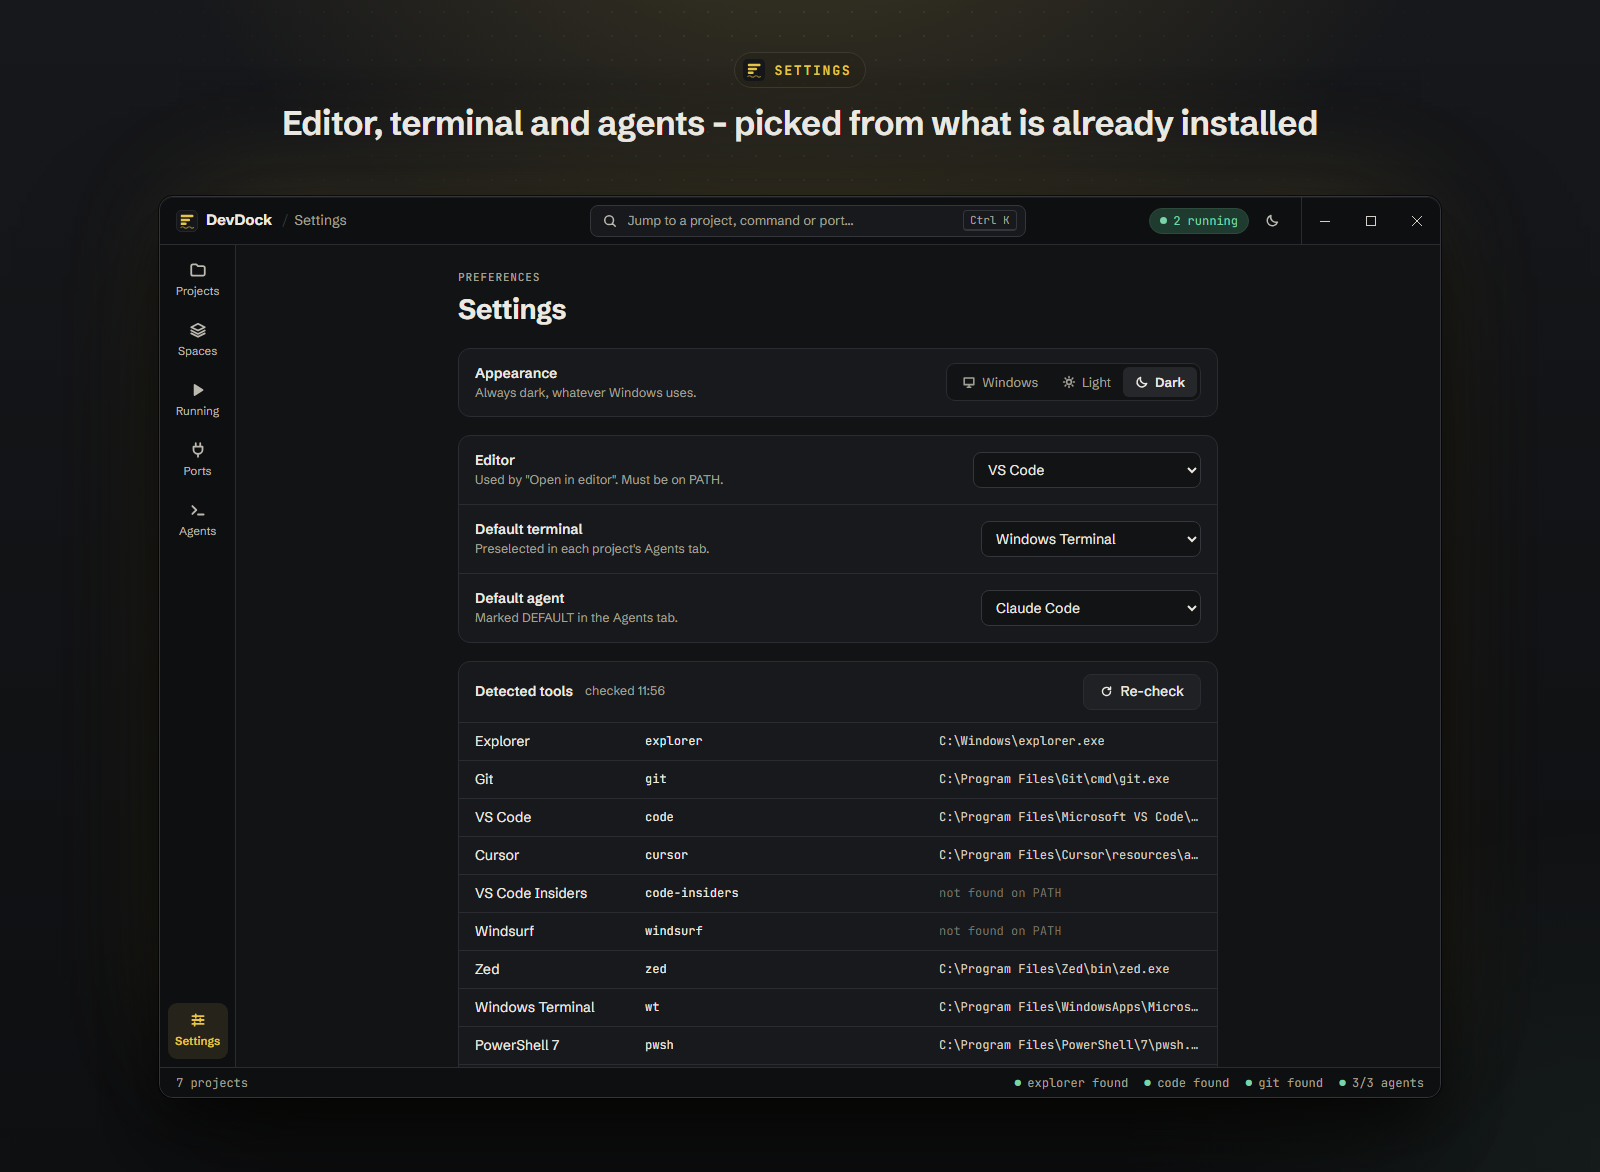 SETTINGS
Editor, terminal and agents - picked from what is already installed
DevDock / Settings
Jump to a project, command or port...
Ctrl K
2 running
Projects
Spaces
Running
Ports
Agents
Settings
PREFERENCES
Settings
Appearance
Always dark, whatever Windows uses.
Windows
Light
Dark
Editor
Used by "Open in editor". Must be on PATH.
VS Code
Default terminal
Preselected in each project's Agents tab.
Windows Terminal
Default agent
Marked DEFAULT in the Agents tab.
Claude Code
Detected tools checked 11:56
Re-check
Explorer explorer C:\Windows\explorer.exe
Git git C:\Program Files\Git\cmd\git.exe
VS Code code C:\Program Files\Microsoft VS Code\…
Cursor cursor C:\Program Files\Cursor\resources\a…
VS Code Insiders code-insiders not found on PATH
Windsurf windsurf not found on PATH
Zed zed C:\Program Files\Zed\bin\zed.exe
Windows Terminal wt C:\Program Files\WindowsApps\Micros…
PowerShell 7 pwsh C:\Program Files\PowerShell\7\pwsh.…
7 projects
explorer found
code found
git found
3/3 agents